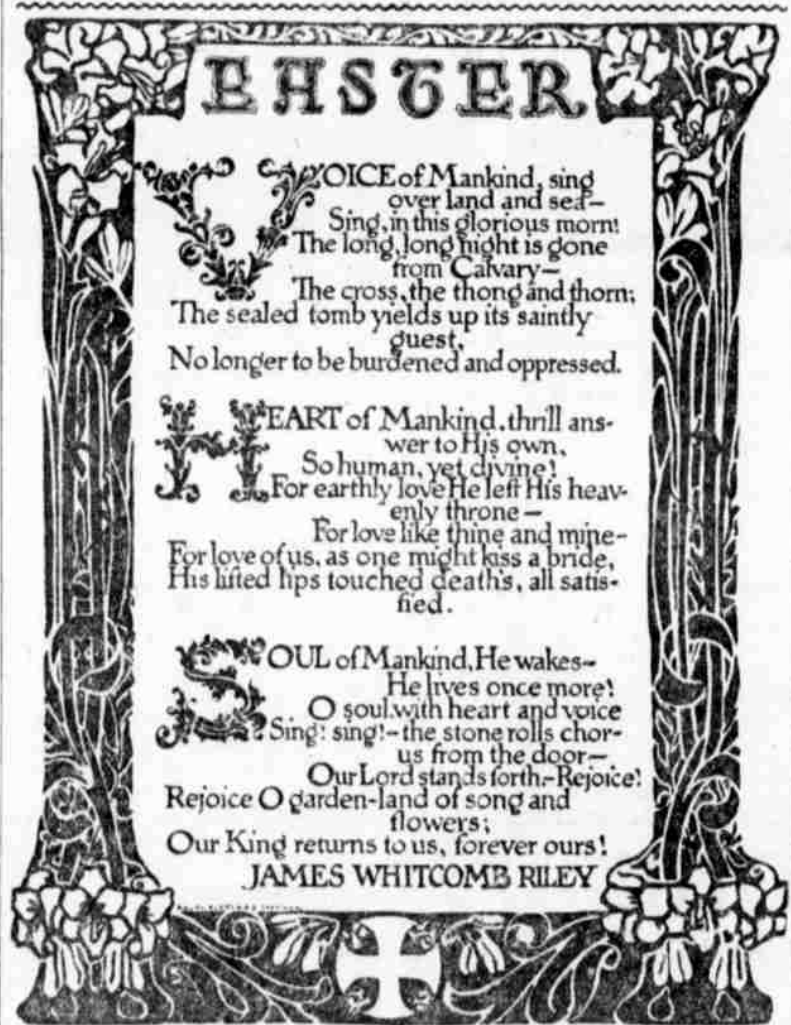 EASTER
VOICE of Mankind, sing
over land and sea—
Sing, in this glorious morn!
The long, long night is gone
from Calvary—
The cross, the thong and thorn;
The sealed tomb yields up its saintly
guest,
No longer to be burdened and oppressed.
HEART of Mankind, thrill ans-
wer to His own,
So human, yet divine!
For earthly love He left His heav-
enly throne—
For love like thine and mine—
For love of us, as one might kiss a bride,
His lifted lips touched death's, all satis-
fied.
SOUL of Mankind, He wakes—
He lives once more!
O soul, with heart and voice
Sing! sing!—the stone rolls chor-
us from the door—
Our Lord stands forth.—Rejoice!
Rejoice O garden-land of song and
flowers;
Our King returns to us, forever ours!
JAMES WHITCOMB RILEY